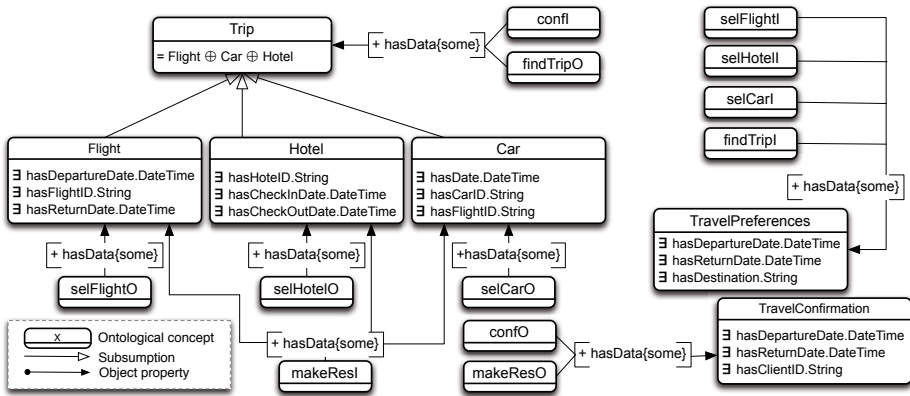 Trip
= Flight ⊕ Car ⊕ Hotel
+ hasData{some}
confI
findTripO
selFlightI
selHotelI
selCarI
findTripI
+ hasData{some}
Flight
∃ hasDepartureDate.DateTime
∃ hasFlightID.String
∃ hasReturnDate.DateTime
Hotel
∃ hasHoteID.String
∃ hasCheckInDate.DateTime
∃ hasCheckOutDate.DateTime
Car
∃ hasDate.DateTime
∃ hasCarID.String
∃ hasFlightID.String
TravelPreferences
∃ hasDepartureDate.DateTime
∃ hasReturnDate.DateTime
∃ hasDestination.String
+ hasData{some}
+ hasData{some}
+hasData{some}
selFlightO
selHotelO
selCarO
x Ontological concept
Subsumption
Object property
+ hasData{some}
makeResI
confO
makeResO
+ hasData{some}
TravelConfirmation
∃ hasDepartureDate.DateTime
∃ hasReturnDate.DateTime
∃ hasClientID.String